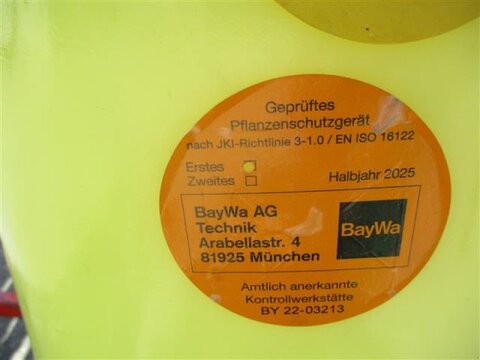 Geprüftes
Pflanzenschutzgerät
nach JKI-Richtlinie 3-1.0 / EN ISO 16122
Erstes
Zweites
Halbjahr 2025
BayWa AG
Technik
Arabellastr. 4
81925 München
BayWa
Amtlich anerkannte
Kontrollwerkstätte
BY 22-03213